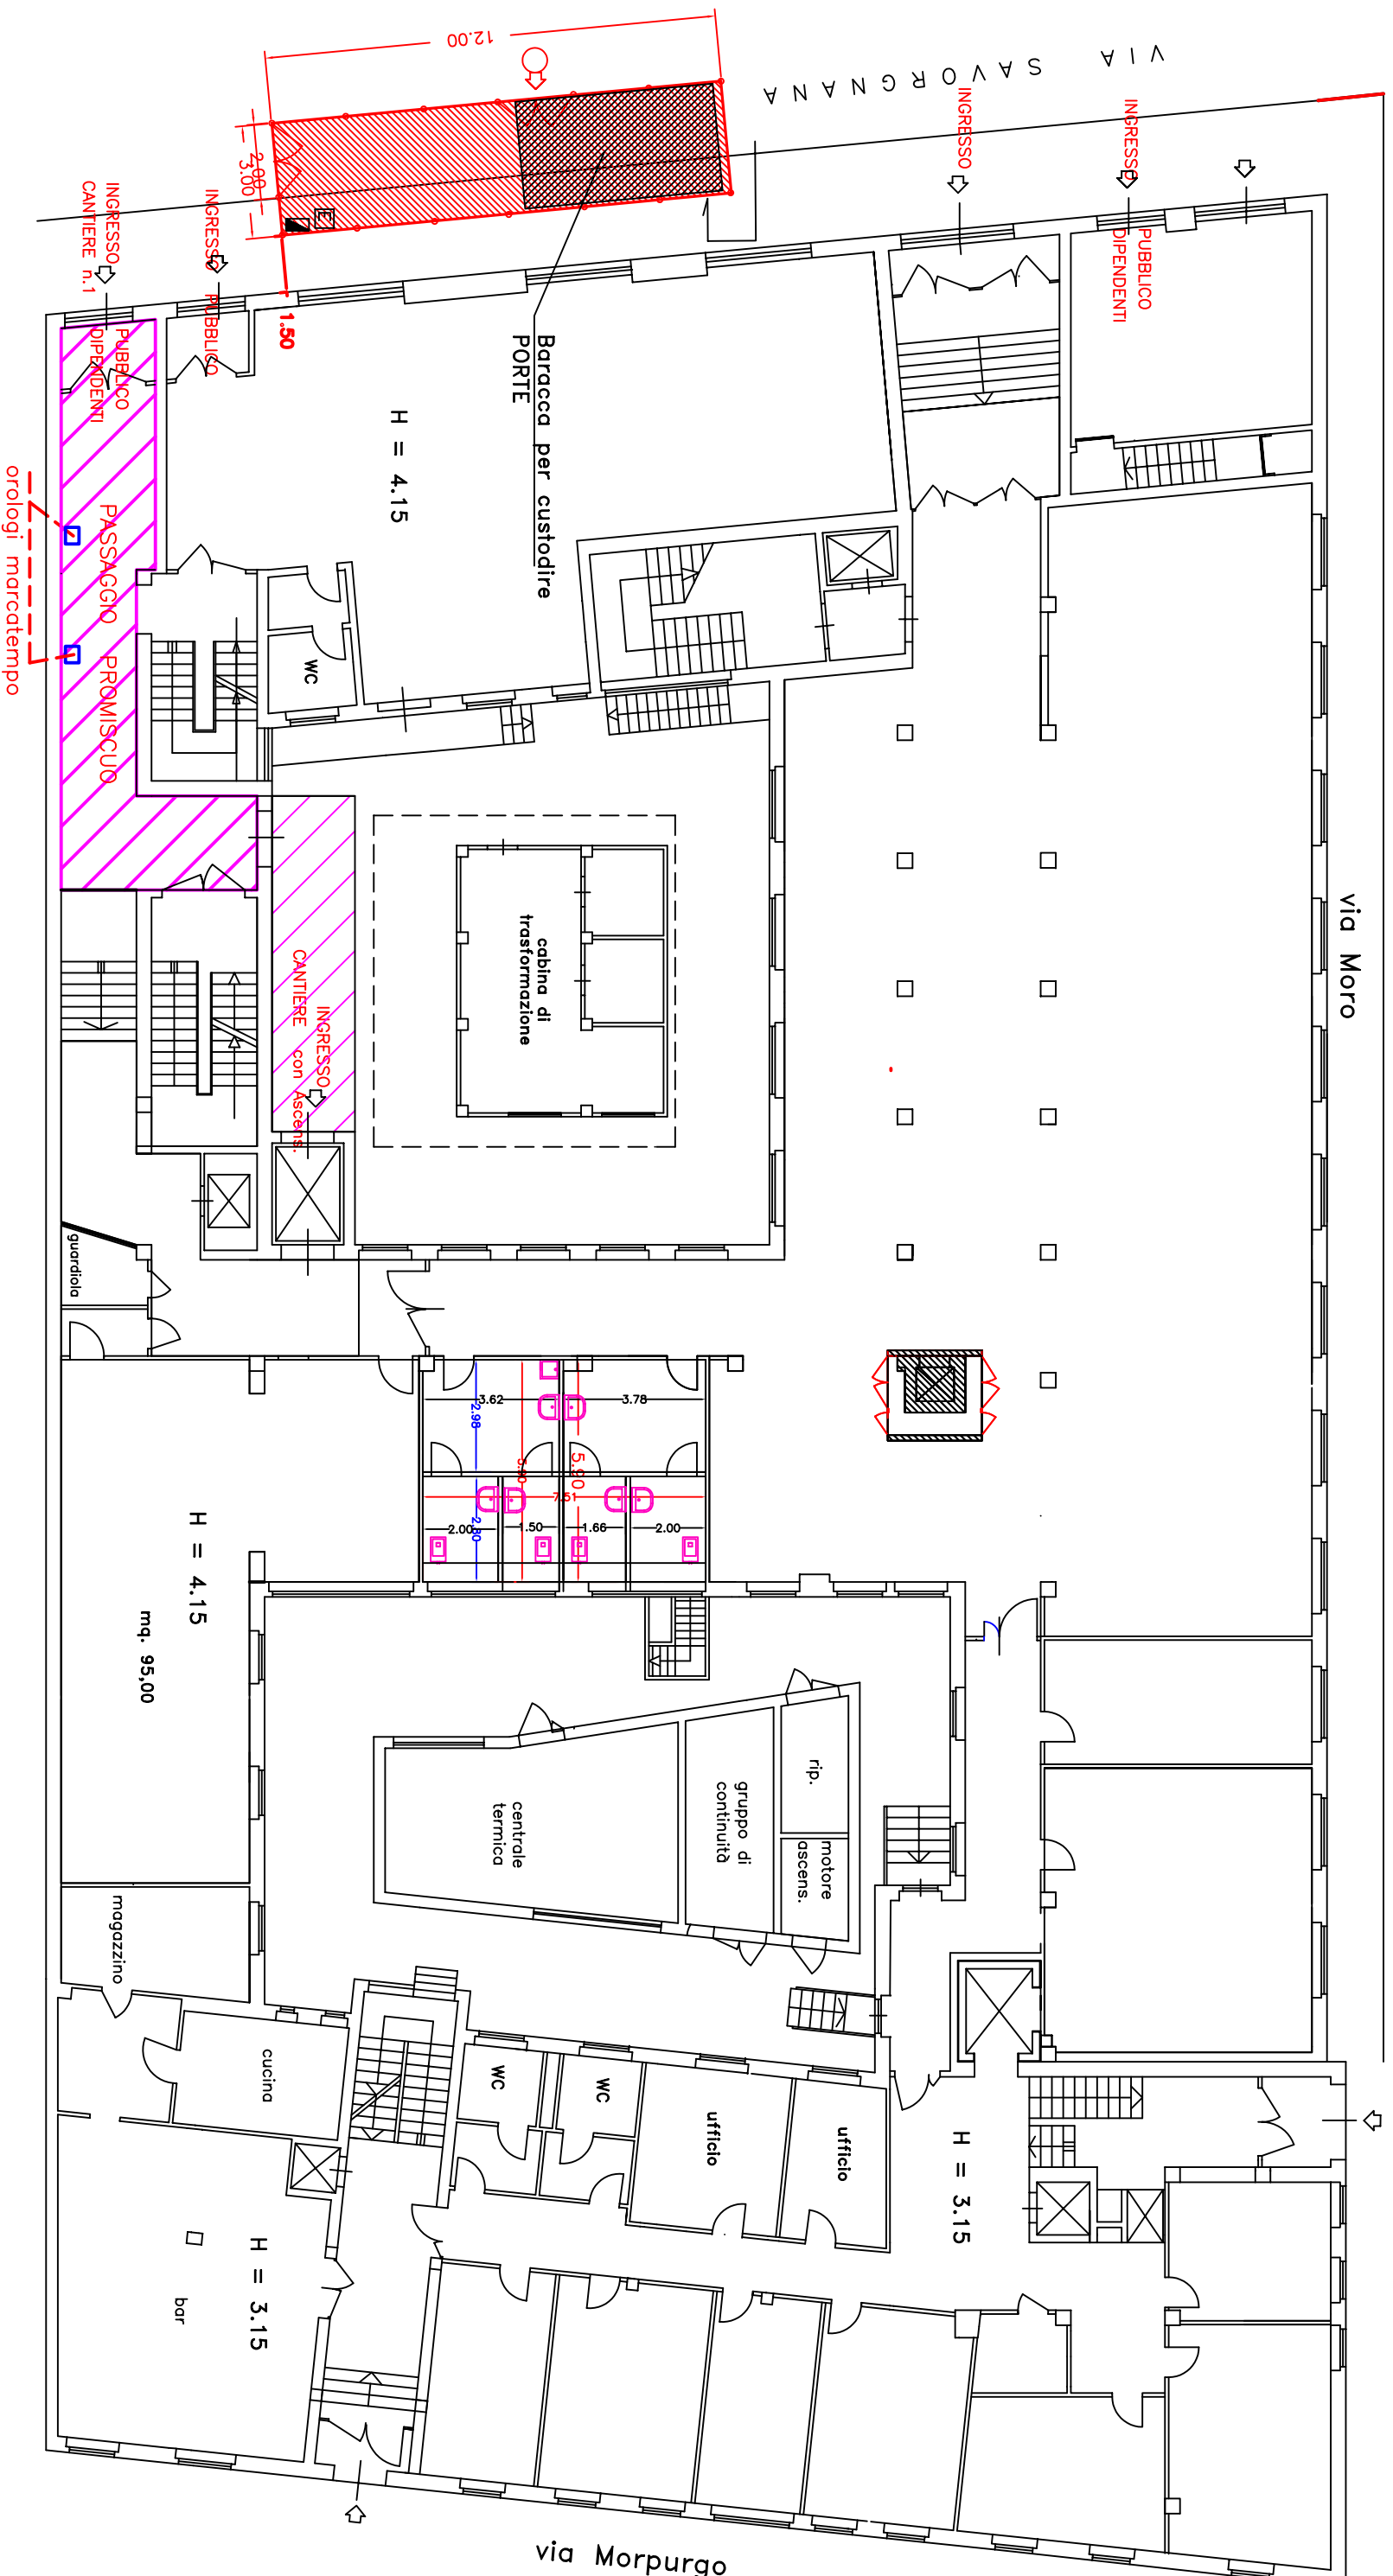 VIA SAVORGNANA
12.00
2.00
3.00
E
1.50
INGRESSO
CANTIERE n.1
INGRESSO PUBBLICO
PUBBLICO
DIPENDENTI
INGRESSO
INGRESSO
PUBBLICO
DIPENDENTI
Baracca per custodire
PORTE
H = 4.15
PASSAGGIO PROMISCUO
orologi marcatempo
WC
via Moro
cabina di
trasformazione
INGRESSO
CANTIERE con Ascens.
guardiola
3.62
3.78
2.98
5.90
5.90
7.51
2.00
2.80
1.50
1.66
2.00
H = 4.15
mq. 95,00
magazzino
centrale
termica
gruppo di
continuità
rip.
motore
ascens.
cucina
WC
WC
ufficio
ufficio
H = 3.15
H = 3.15
bar
via Morpurgo